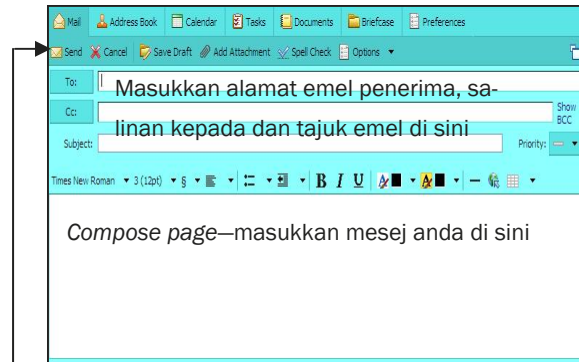 Mail Address Book Calendar Tasks Documents Briefcase Preferences
Send Cancel Save Draft Add Attachment Spell Check Options
To: Masukkan alamat emel penerima, sa-
Cc: Show BCC
linan kepada dan tajuk emel di sini
Subject: Priority:
Times New Roman 3 (12pt) § B I U
Compose page—masukkan mesej anda di sini